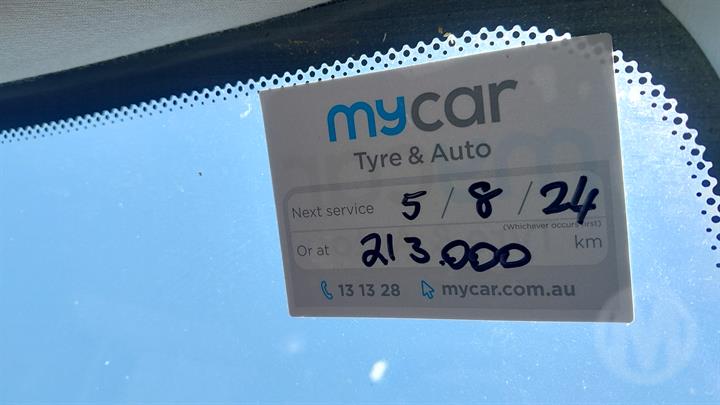 mycar
Tyre & Auto
Next service 5 / 8 / 24
(Whichever occurs first)
Or at 213.000 km
13 13 28 mycar.com.au